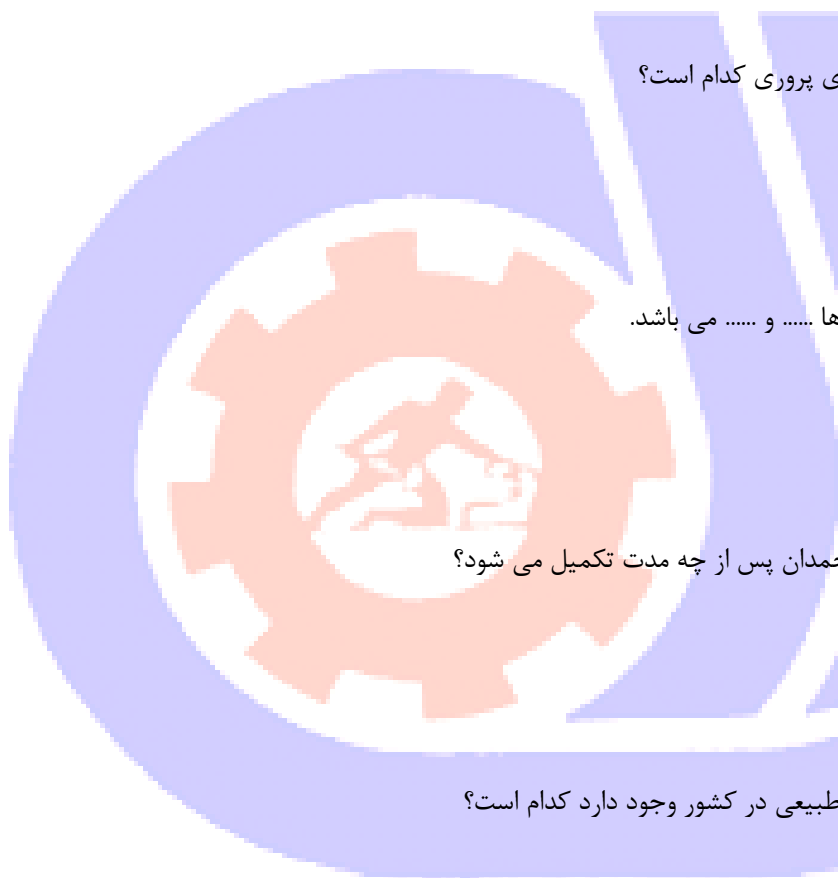 ی پروری کدام است؟
ها ...... و ...... می باشد.
خمدان پس از چه مدت تکمیل می شود؟
طبیعی در کشور وجود دارد کدام است؟